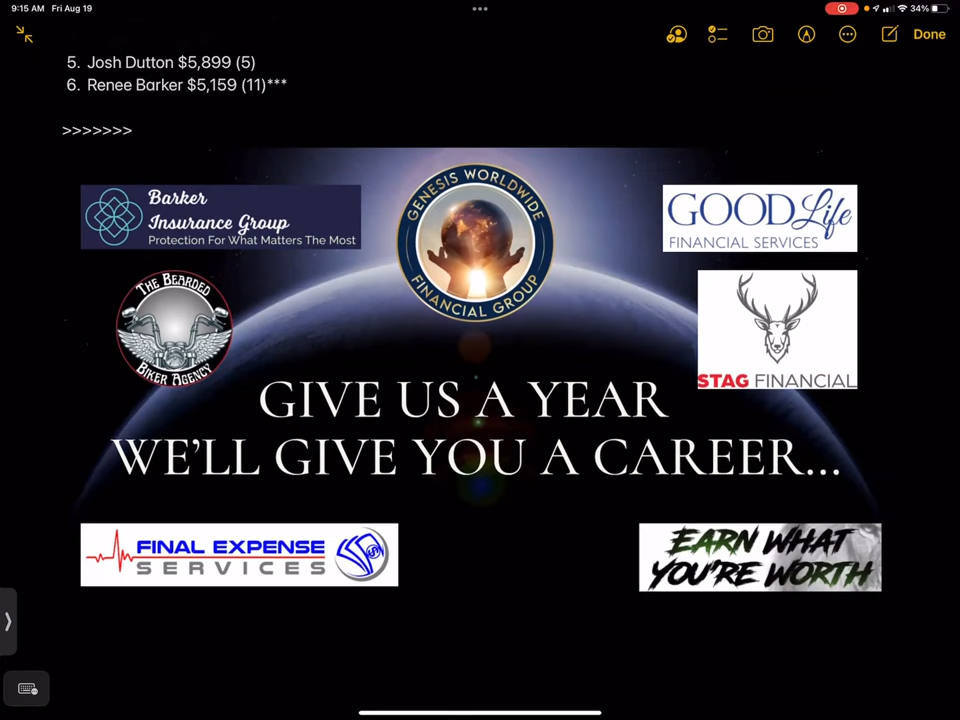 9:15 AM Fri Aug 19
34%
Done
5. Josh Dutton $5,899 (5)
6. Renee Barker $5,159 (11)***
>>>>>>>
Barker
Insurance Group
Protection For What Matters The Most
GENESIS WORLDWIDE
FINANCIAL GROUP
GOOD Life
FINANCIAL SERVICES
THE BEARDED
BIKER AGENCY
STAG FINANCIAL
GIVE US A YEAR
WE'LL GIVE YOU A CAREER...
FINAL EXPENSE
SERVICES
$
EARN WHAT
YOU'RE WORTH